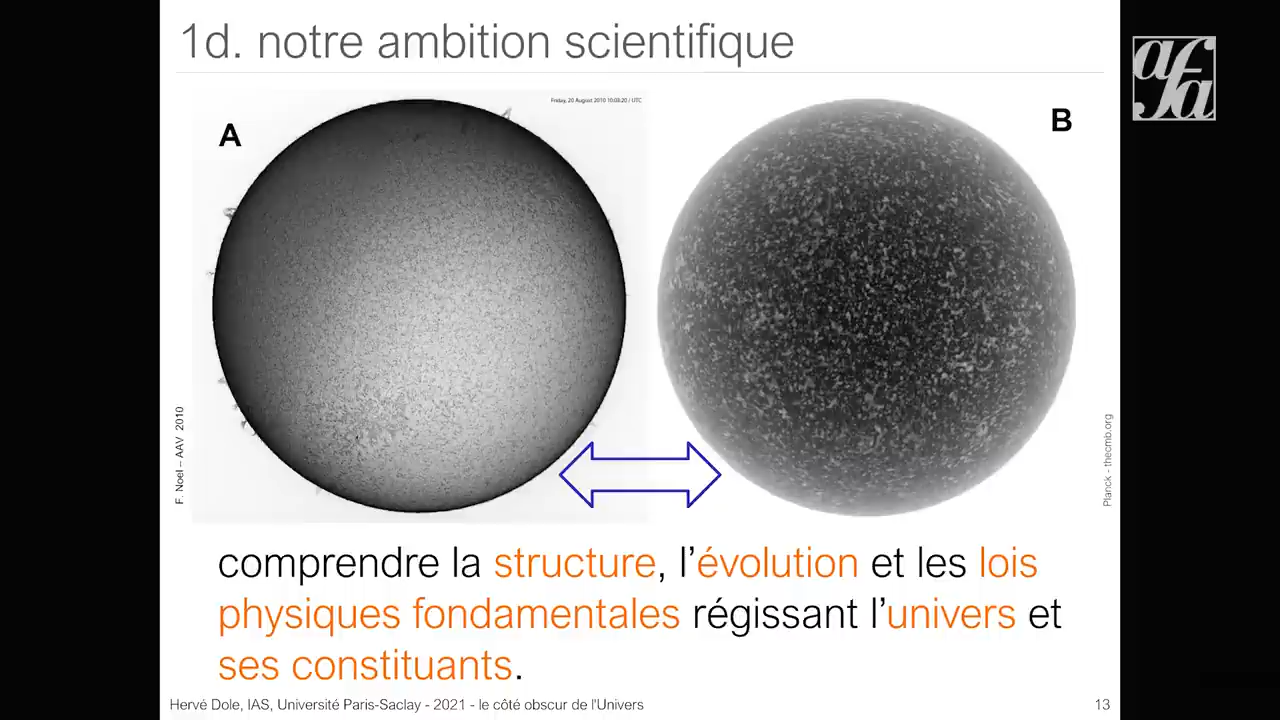 1d. notre ambition scientifique
afa
Friday, 20 August 2010 10:03:20 / UTC
A
B
F. Noel – AAV 2010
Planck - thecmb.org
comprendre la structure, l’évolution et les lois
physiques fondamentales régissant l’univers et
ses constituants.
Hervé Dole, IAS, Université Paris-Saclay - 2021 - le côté obscur de l'Univers
13